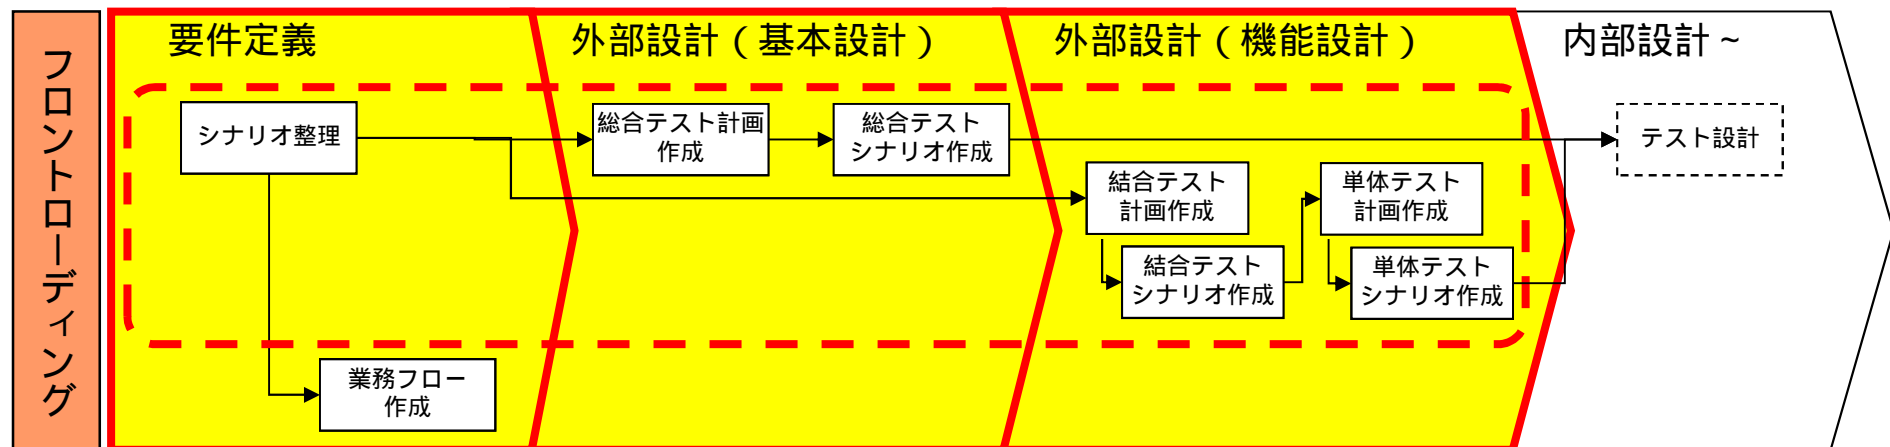 フロントローディング
要件定義
外部設計（基本設計）
外部設計（機能設計）
内部設計～
シナリオ整理
総合テスト計画
作成
総合テスト
シナリオ作成
テスト設計
結合テスト
計画作成
単体テスト
計画作成
結合テスト
シナリオ作成
単体テスト
シナリオ作成
業務フロー
作成